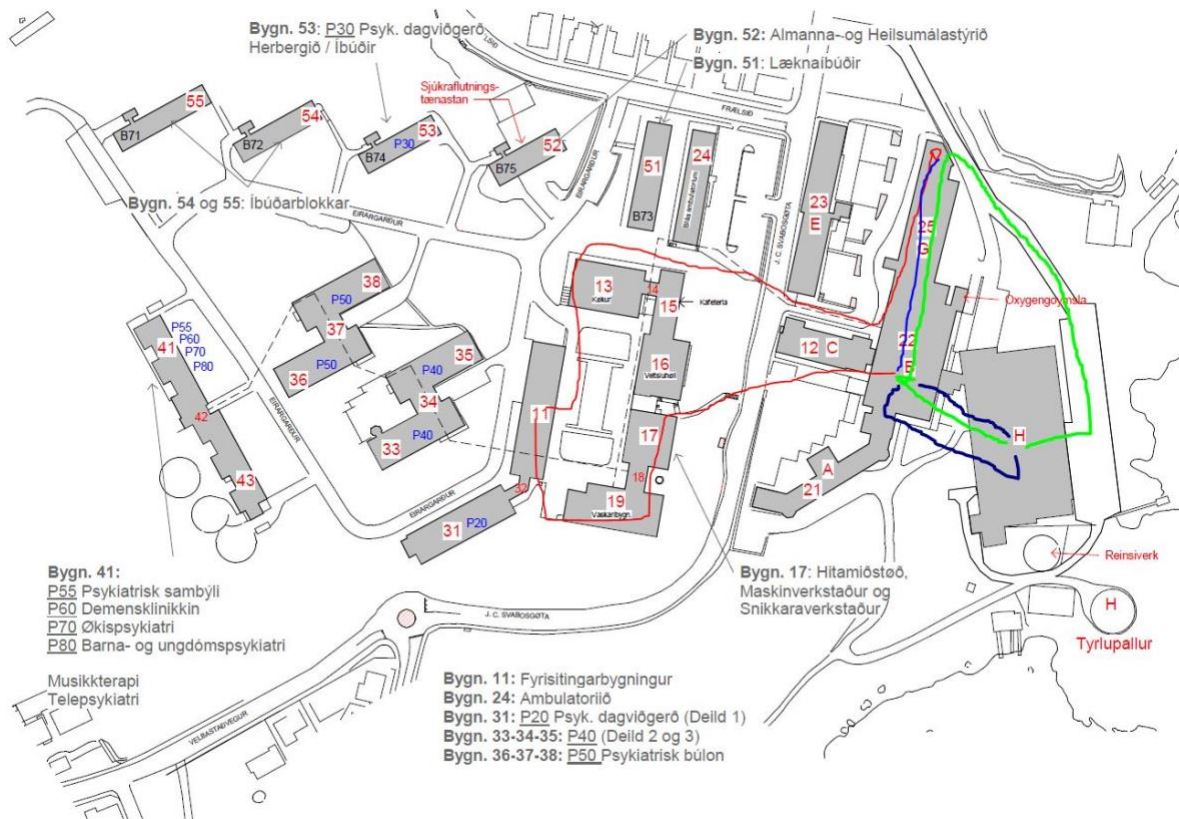 Bygn. 53: P30 Psyk. dagviðgerð
Herbergið / Íbúðir
Bygn. 52: Almanna- og Heilsumálastýrið
Bygn. 51: Læknaíbúðir
Sjúkraflutnings-
tænastan
FRÆLSIÐ
55
B71
54
B72
53
P30
B74
52
B75
51
B73
24
23
E
25
G
EIRARGARÐUR
J. C. SVABOSGØTA
Bygn. 54 og 55: Íbúðarblokkar
EIRARGARÐUR
38
P50
37
P50
36
13
Køkur
14
15
Kafeteria
16
12 C
22
B
Oxygengoymsla
P55
P60
P70
P80
41
42
43
EIRARGARÐUR
35
P40
34
P40
33
11
17
18
19
Vaskaribygn.
A
21
H
EIRARGARÐUR
32
31
P20
Reinsiverk
H
Tyrlupallur
Bygn. 41:
P55 Psykiatrisk sambýli
P60 Demensklinikkin
P70 Økispsykiatri
P80 Barna- og ungdómspsykiatri
Musikkterapi
Telepsykiatri
Bygn. 17: Hitamiðstøð,
Maskinverkstaður og
Snikkaraverkstaður
J. C. SVABOSGØTA
VELBASTAÐVEGUR
Bygn. 11: Fyrisitingarbygningur
Bygn. 24: Ambulatoriið
Bygn. 31: P20 Psyk. dagviðgerð (Deild 1)
Bygn. 33-34-35: P40 (Deild 2 og 3)
Bygn. 36-37-38: P50 Psykiatrisk búlon